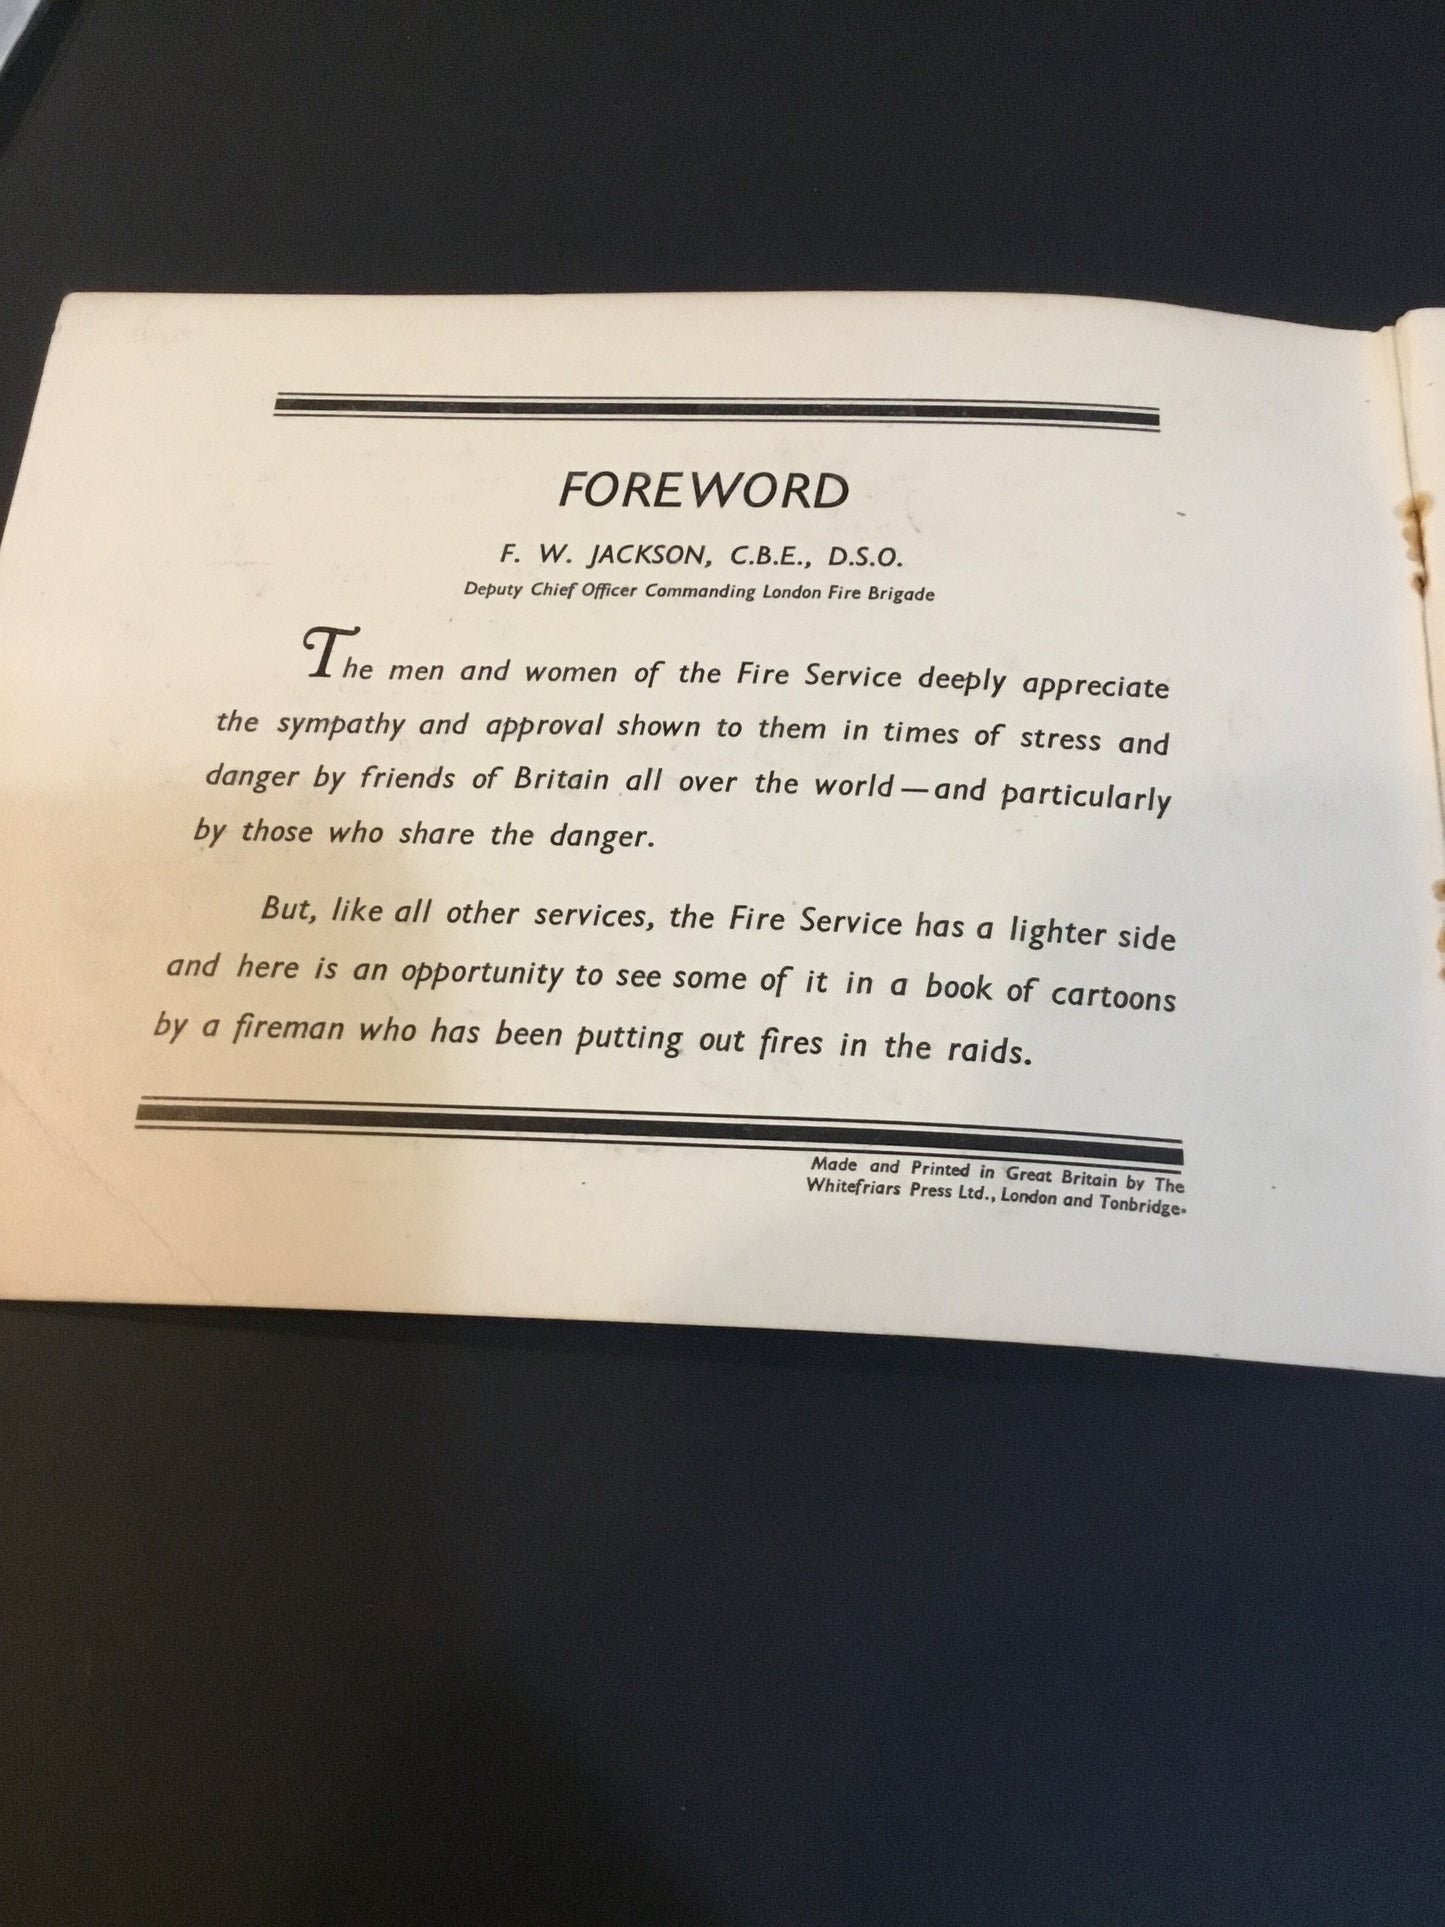 FOREWORD
F. W. JACKSON, C.B.E., D.S.O.
Deputy Chief Officer Commanding London Fire Brigade
The men and women of the Fire Service deeply appreciate
the sympathy and approval shown to them in times of stress and
danger by friends of Britain all over the world—and particularly
by those who share the danger.
But, like all other services, the Fire Service has a lighter side
and here is an opportunity to see some of it in a book of cartoons
by a fireman who has been putting out fires in the raids.
Made and Printed in Great Britain by The
Whitefriars Press Ltd., London and Tonbridge.